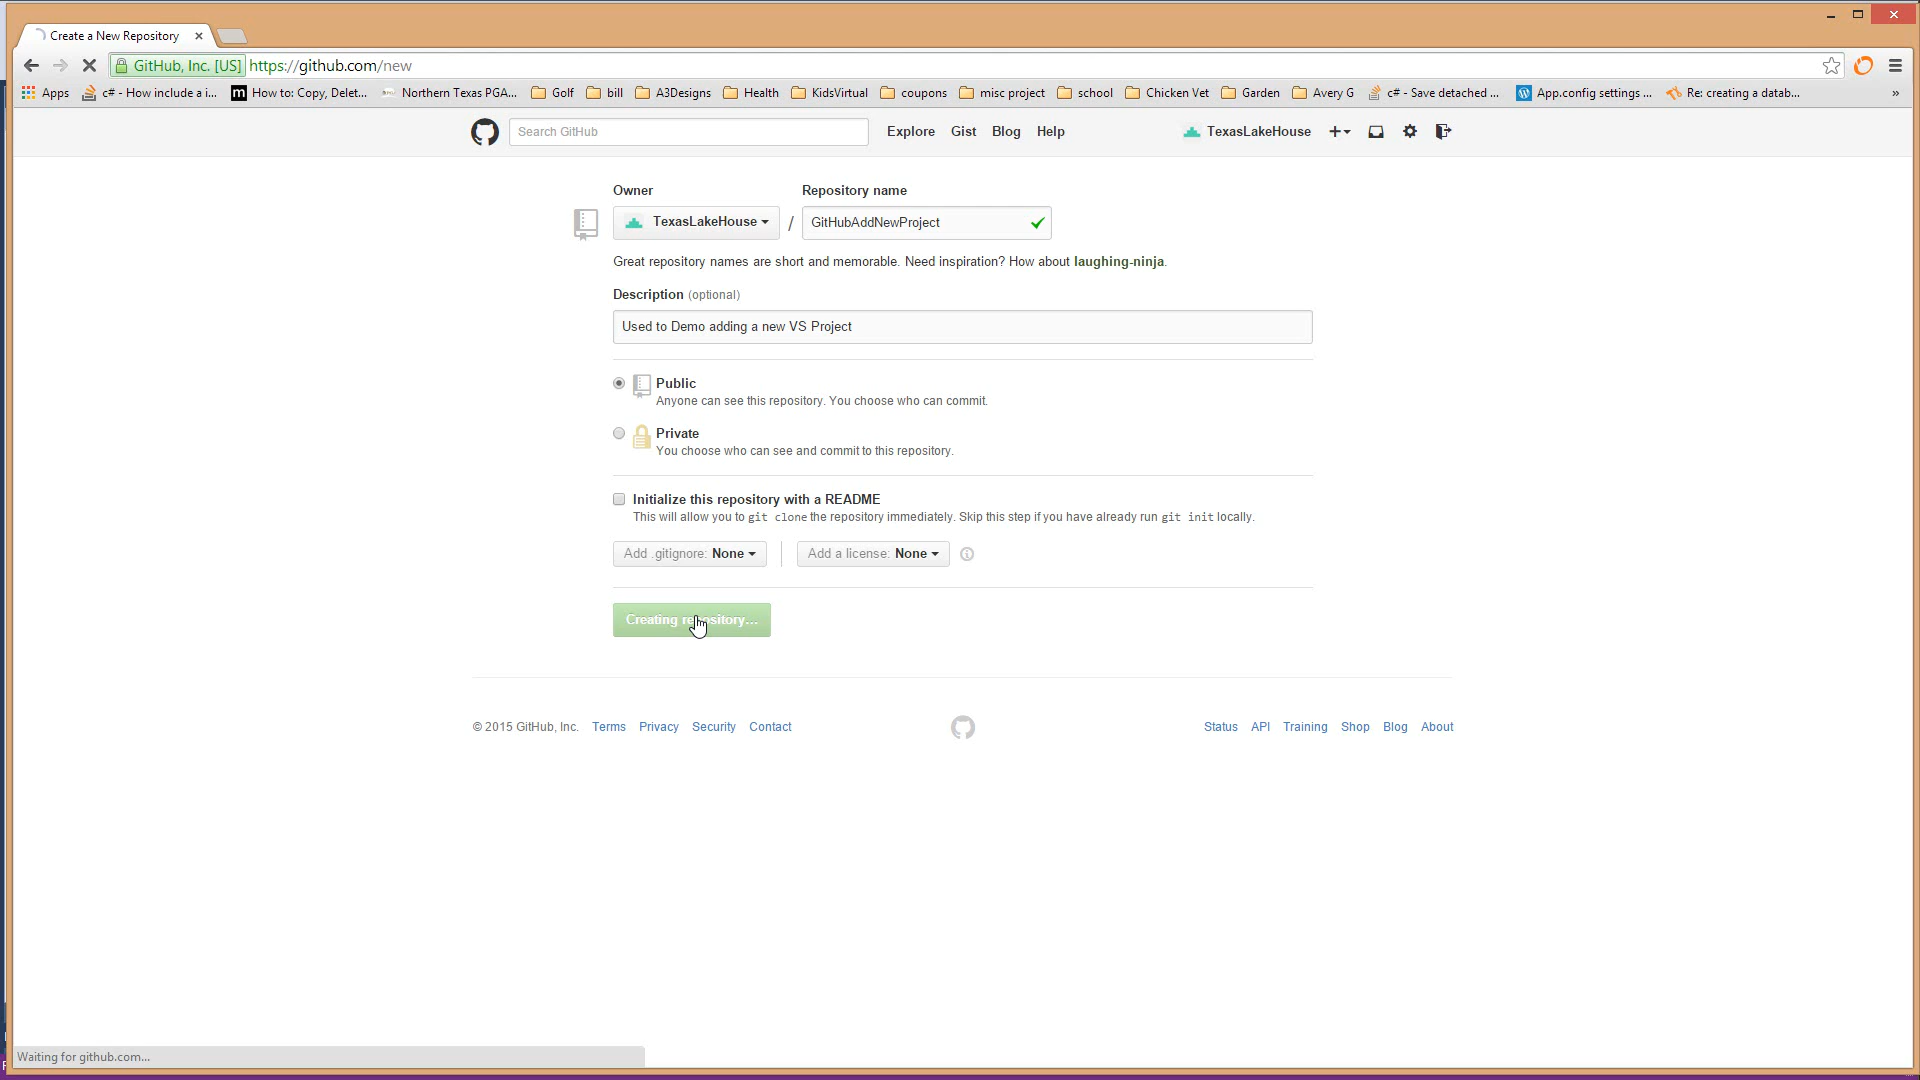 Create a New Repository
GitHub, Inc. [US] https://github.com/new
Apps c# - How include a i... How to: Copy, Delet... Northern Texas PGA... Golf bill A3Designs Health KidsVirtual coupons misc project school Chicken Vet Garden Avery G c# - Save detached ... App.config settings ... Re: creating a datab... »
Search GitHub Explore Gist Blog Help TexasLakeHouse
Owner Repository name
TexasLakeHouse / GitHubAddNewProject
Great repository names are short and memorable. Need inspiration? How about laughing-ninja.
Description (optional)
Used to Demo adding a new VS Project
Public
Anyone can see this repository. You choose who can commit.
Private
You choose who can see and commit to this repository.
Initialize this repository with a README
This will allow you to git clone the repository immediately. Skip this step if you have already run git init locally.
Add .gitignore: None Add a license: None
Creating repository...
© 2015 GitHub, Inc. Terms Privacy Security Contact Status API Training Shop Blog About
Waiting for github.com...